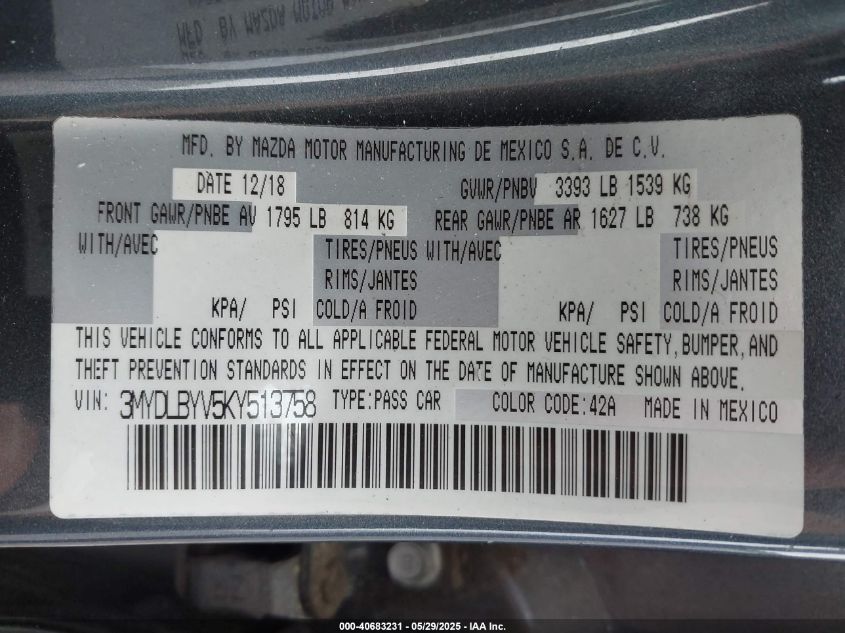 MFD. BY MAZDA MOTOR MANUFACTURING DE MEXICO S.A. DE C.V.
DATE 12/18 GVWR/PNBV 3393 LB 1539 KG
FRONT GAWR/PNBE AV 1795 LB 814 KG REAR GAWR/PNBE AR 1627 LB 738 KG
WITH/AVEC TIRES/PNEUS WITH/AVEC TIRES/PNEUS
RIMS/JANTES RIMS/JANTES
KPA/ PSI COLD/A FROID KPA/ PSI COLD/A FROID
THIS VEHICLE CONFORMS TO ALL APPLICABLE FEDERAL MOTOR VEHICLE SAFETY, BUMPER, AND
THEFT PREVENTION STANDARDS IN EFFECT ON THE DATE OF MANUFACTURE SHOWN ABOVE.
VIN: 3MYDLBYV5KY513758 TYPE:PASS CAR COLOR CODE:42A MADE IN MEXICO
000-40683231 - 05/29/2025 - IAA Inc.